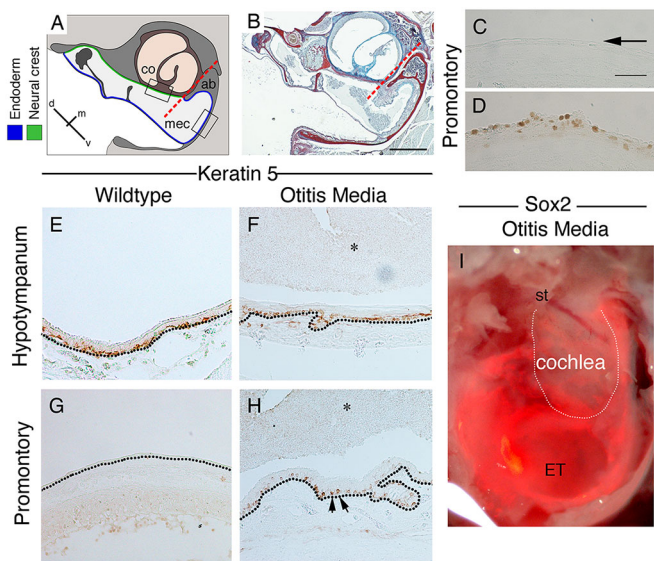 A
B
C
D
co
ab
mec
d
m
v
Endoderm
Neural crest
Promontory
Keratin 5
Wildtype
Otitis Media
Hypotympanum
Promontory
E
F
*
G
H
*
Sox2
Otitis Media
I
st
cochlea
ET